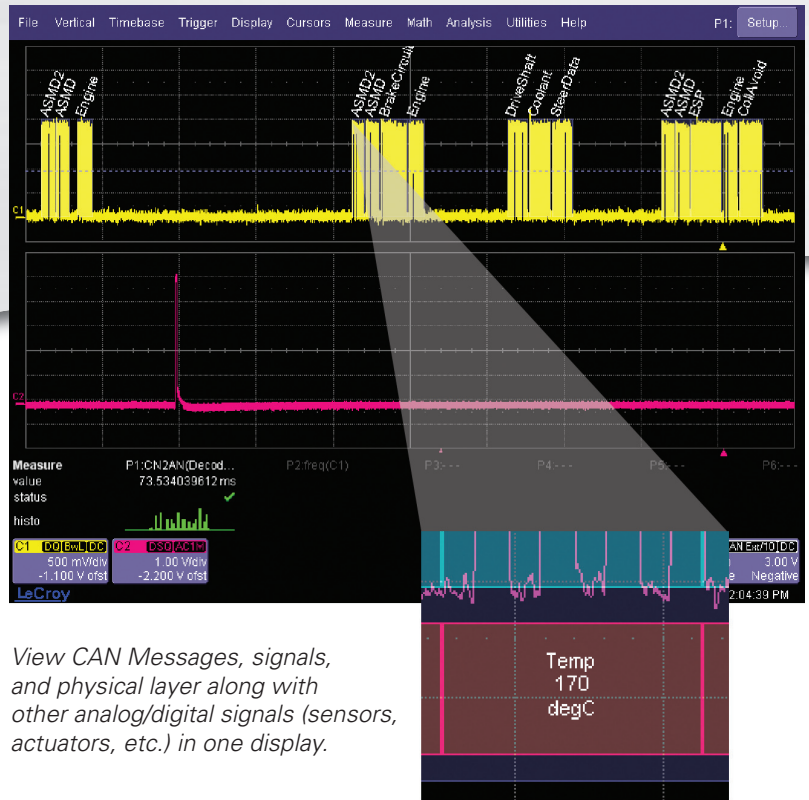 File Vertical Timebase Trigger Display Cursors Measure Math Analysis Utilities Help P1: Setup...
ASMD2 ASMD Engine ASMD2 ASMD BrakeCircuit Engine DriveShaft Coolant SteerData ASMD2 ASMD ESP Engine CollAvoid
C1
C2
Measure P1:CN2AN(Decod... P2:freq(C1) P3:--- P4:--- P5:--- P6:---
value 73.534039612 ms
status
histo
C1 DQ BwL DC C2 DSQ AC1M AN Ext/10 DC
500 mV/div 1.00 V/div 3.00 V
-1.100 V ofst -2.200 V ofst e Negative
LeCroy 2:04:39 PM
Temp
170
degC
View CAN Messages, signals,
and physical layer along with
other analog/digital signals (sensors,
actuators, etc.) in one display.